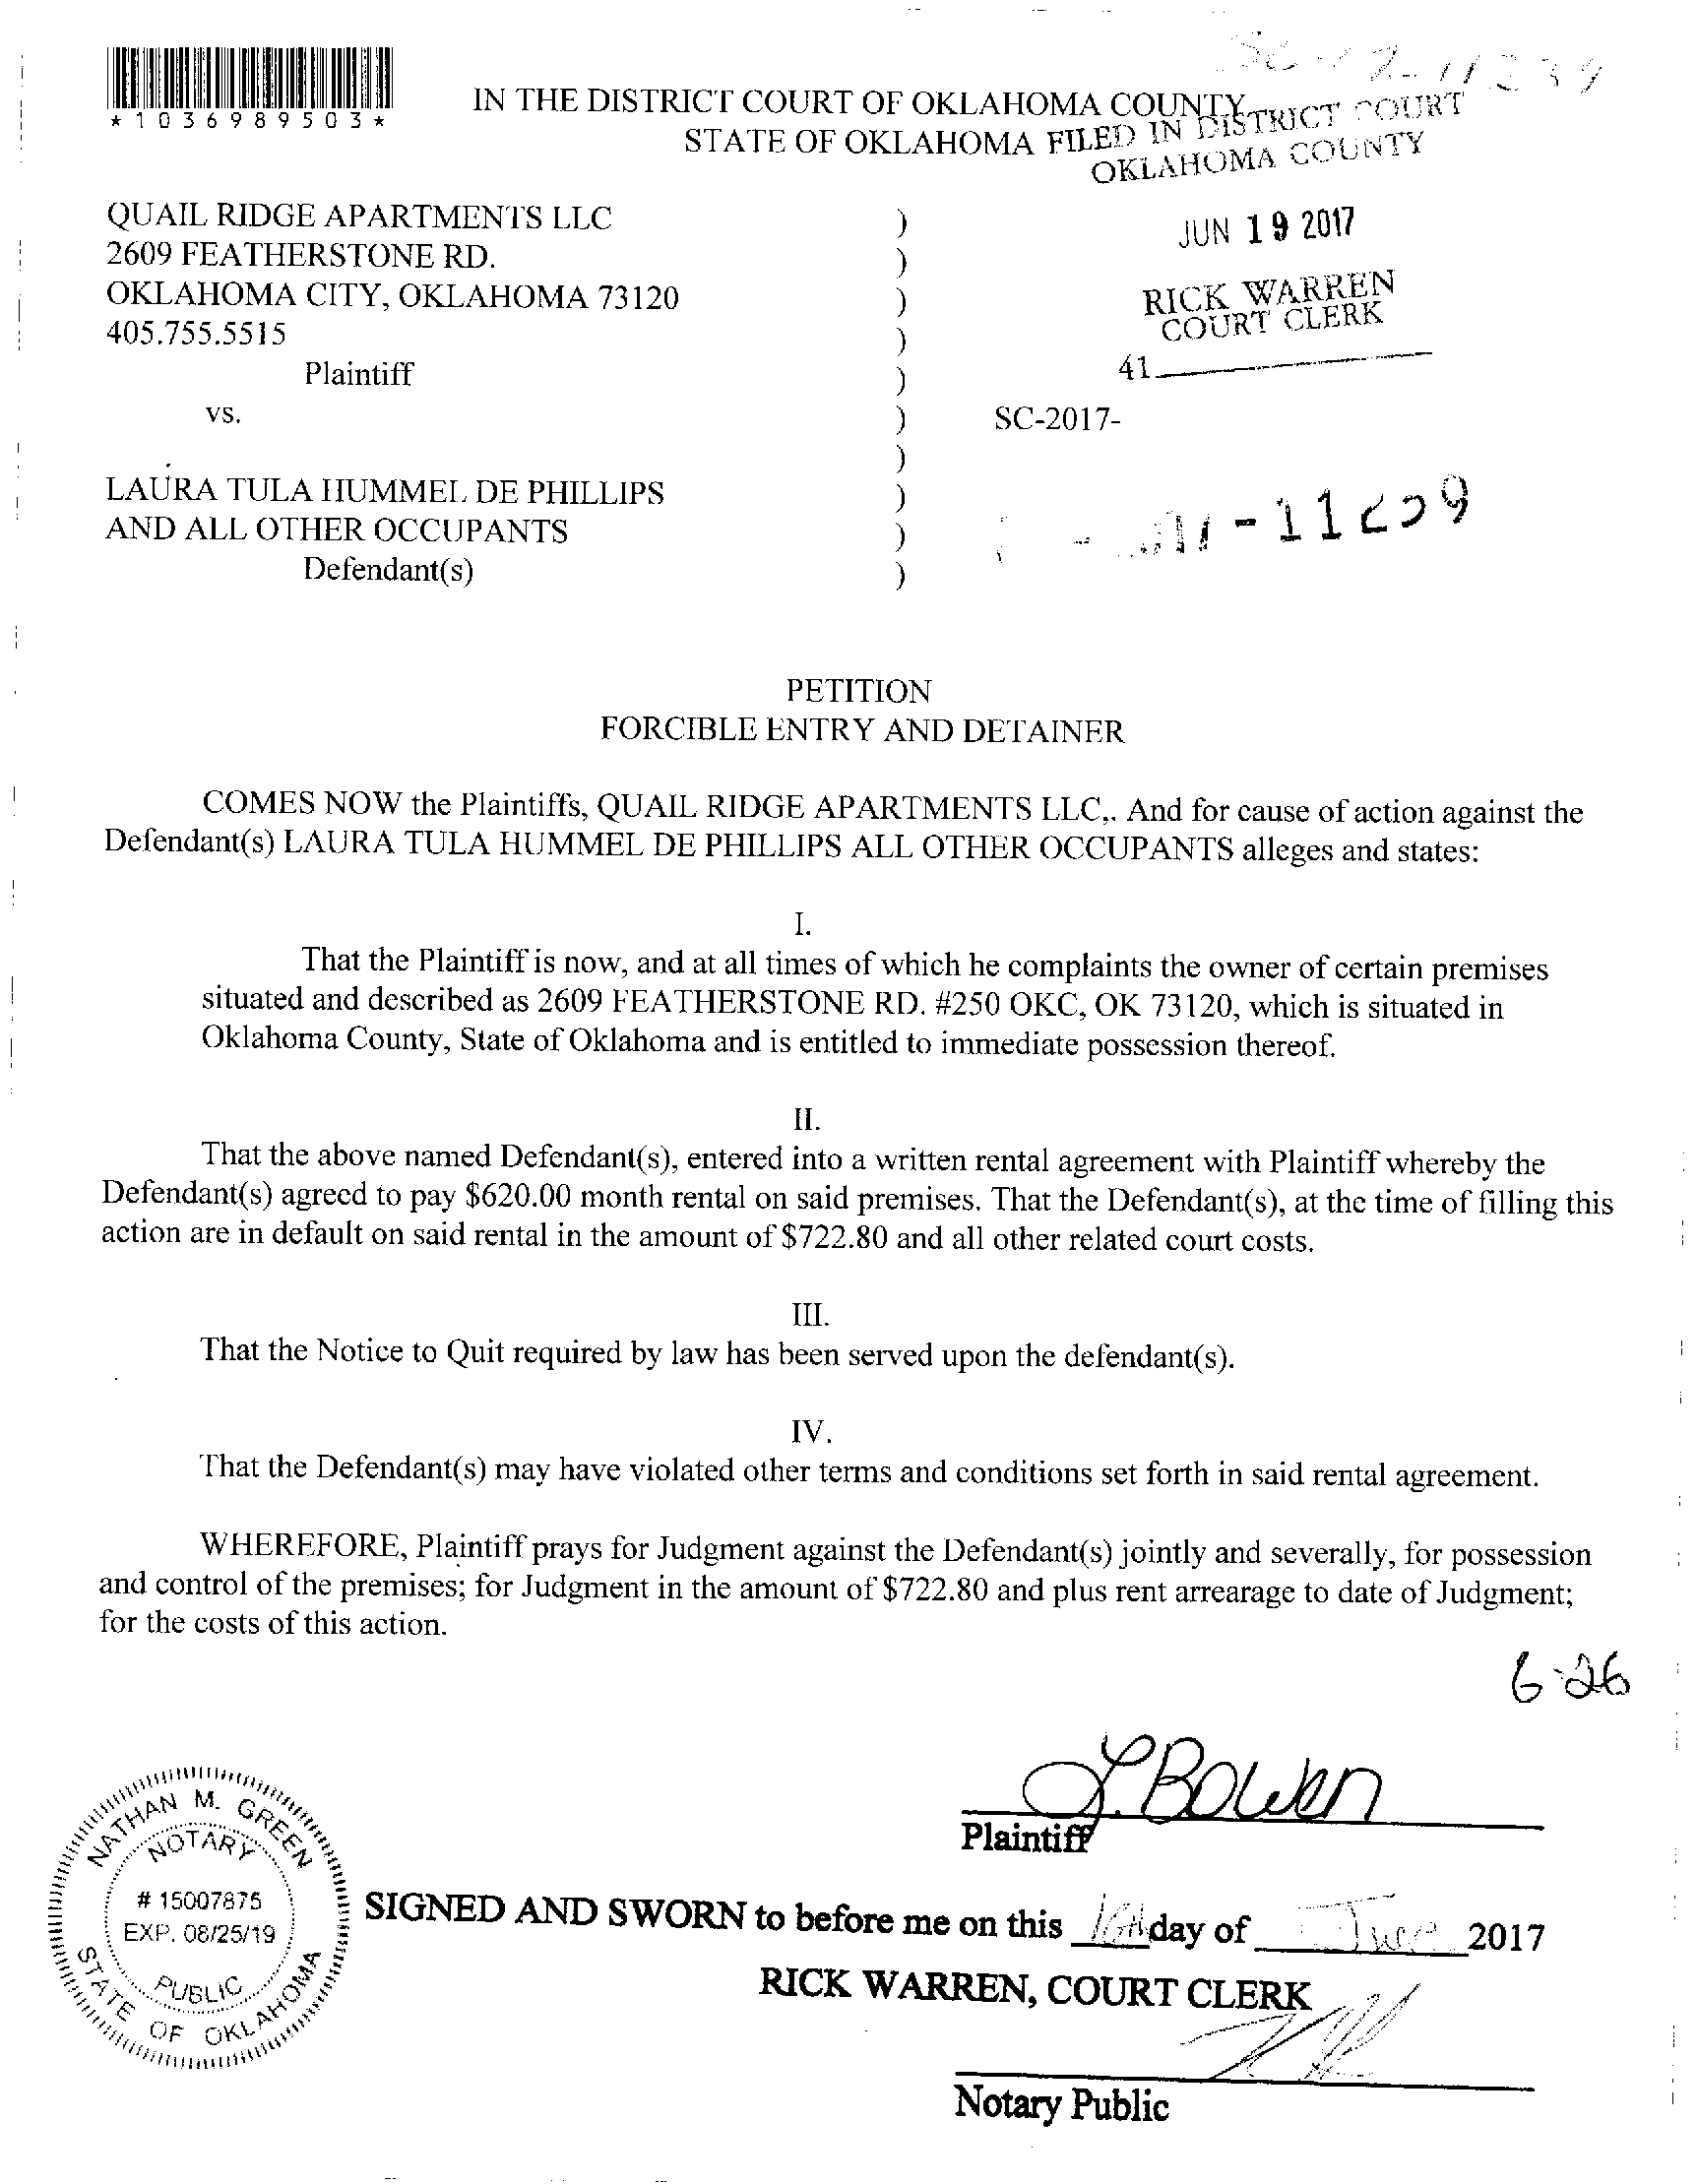 *1036989503*
IN THE DISTRICT COURT OF OKLAHOMA COUNTY
STATE OF OKLAHOMA
FILED IN DISTRICT COURT
OKLAHOMA COUNTY
JUN 19 2017
RICK WARREN
COURT CLERK
41
QUAIL RIDGE APARTMENTS LLC )
2609 FEATHERSTONE RD. )
OKLAHOMA CITY, OKLAHOMA 73120 )
405.755.5515 )
Plaintiff )
vs. ) SC-2017-
)
LAURA TULA HUMMEL DE PHILLIPS )
AND ALL OTHER OCCUPANTS )
Defendant(s) )
PETITION
FORCIBLE ENTRY AND DETAINER
COMES NOW the Plaintiffs, QUAIL RIDGE APARTMENTS LLC,. And for cause of action against the
Defendant(s) LAURA TULA HUMMEL DE PHILLIPS ALL OTHER OCCUPANTS alleges and states:
I.
That the Plaintiff is now, and at all times of which he complaints the owner of certain premises
situated and described as 2609 FEATHERSTONE RD. #250 OKC, OK 73120, which is situated in
Oklahoma County, State of Oklahoma and is entitled to immediate possession thereof.
II.
That the above named Defendant(s), entered into a written rental agreement with Plaintiff whereby the
Defendant(s) agreed to pay $620.00 month rental on said premises. That the Defendant(s), at the time of filling this
action are in default on said rental in the amount of $722.80 and all other related court costs.
III.
That the Notice to Quit required by law has been served upon the defendant(s).
IV.
That the Defendant(s) may have violated other terms and conditions set forth in said rental agreement.
WHEREFORE, Plaintiff prays for Judgment against the Defendant(s) jointly and severally, for possession
and control of the premises; for Judgment in the amount of $722.80 and plus rent arrearage to date of Judgment;
for the costs of this action.
6-26
L. Bowen
Plaintiff
NATHAN M. GREEN
NOTARY
# 15007875
EXP. 08/25/19
PUBLIC
STATE OF OKLAHOMA
SIGNED AND SWORN to before me on this day of June 2017
RICK WARREN, COURT CLERK
Notary Public